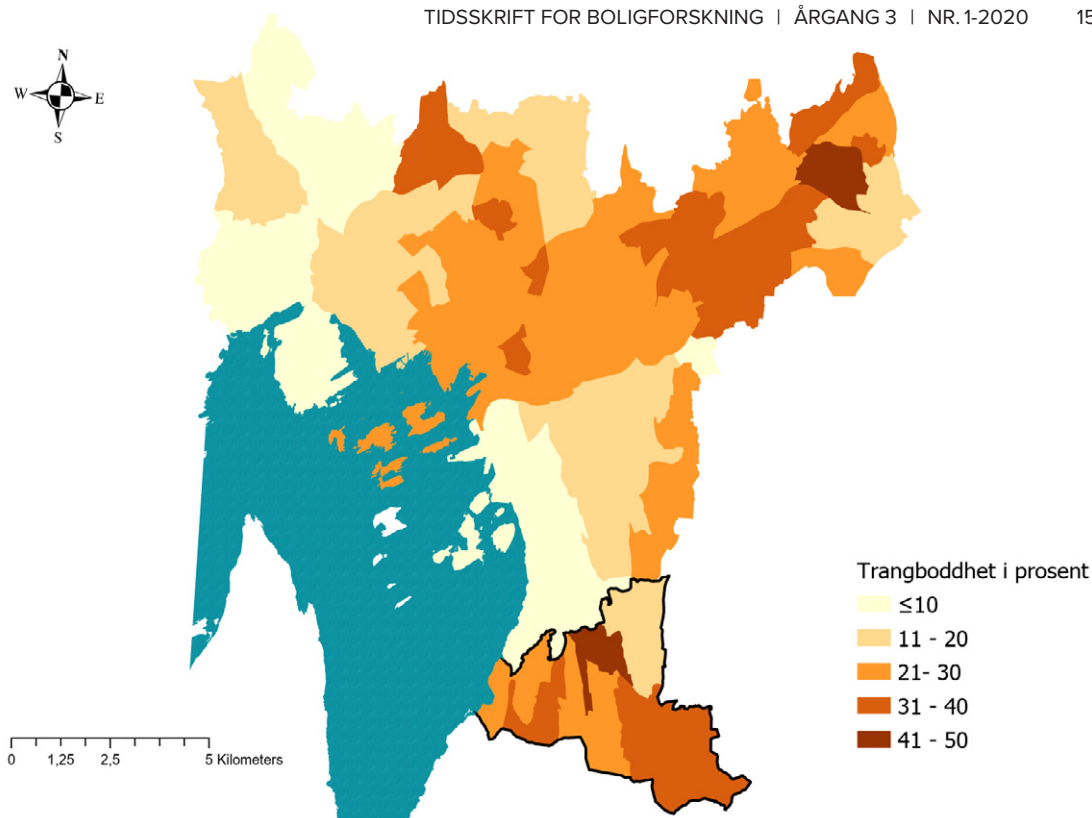 TIDSSKRIFT FOR BOLIGFORSKNING | ÅRGANG 3 | NR. 1-2020 15
N
W E
S
Trangboddhet i prosent
≤10
11 - 20
21- 30
31 - 40
41 - 50
0 1,25 2,5 5 Kilometers